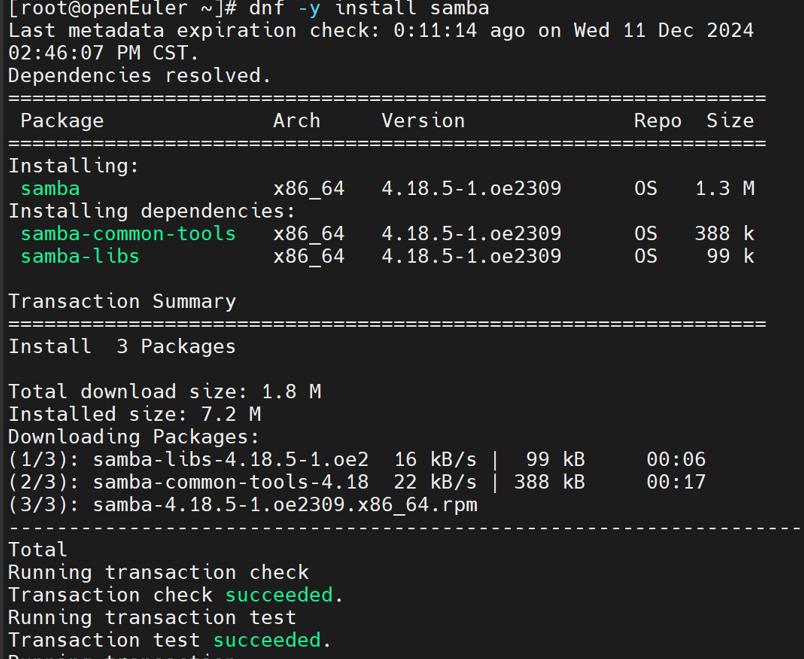 [root@openEuler ~]# dnf -y install samba
Last metadata expiration check: 0:11:14 ago on Wed 11 Dec 2024
02:46:07 PM CST.
Dependencies resolved.
================================================================
Package Arch Version Repo Size
================================================================
Installing:
samba x86_64 4.18.5-1.oe2309 OS 1.3 M
Installing dependencies:
samba-common-tools x86_64 4.18.5-1.oe2309 OS 388 k
samba-libs x86_64 4.18.5-1.oe2309 OS 99 k
Transaction Summary
================================================================
Install 3 Packages
Total download size: 1.8 M
Installed size: 7.2 M
Downloading Packages:
(1/3): samba-libs-4.18.5-1.oe2 16 kB/s | 99 kB 00:06
(2/3): samba-common-tools-4.18 22 kB/s | 388 kB 00:17
(3/3): samba-4.18.5-1.oe2309.x86_64.rpm
------------------------------------------------------------------
Total
Running transaction check
Transaction check succeeded.
Running transaction test
Transaction test succeeded.
Running transaction